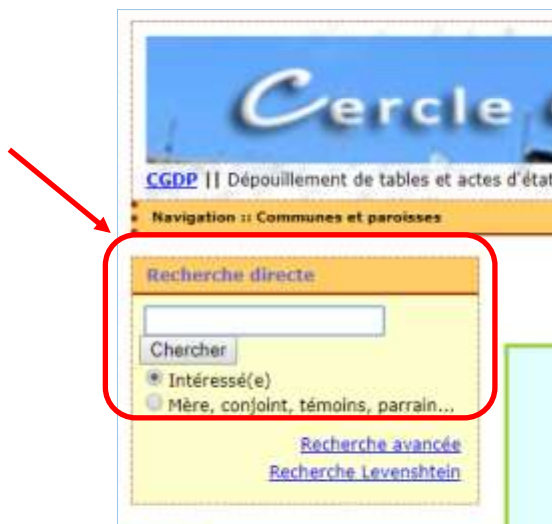 Cercle
CGDP || Dépouillement de tables et actes d'état
Navigation :: Communes et paroisses
Recherche directe
Chercher
Intéressé(e)
Mère, conjoint, témoins, parrain...
Recherche avancée
Recherche Levenshtein